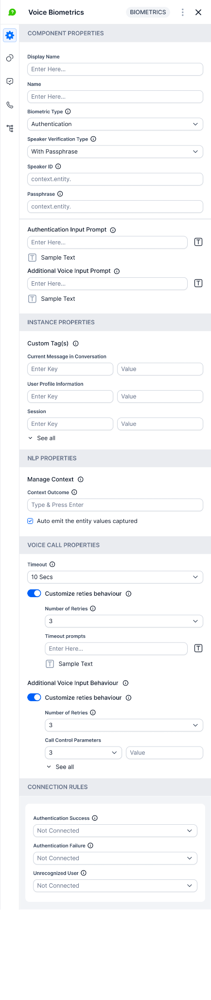 Voice Biometrics
BIOMETRICS
COMPONENT PROPERTIES
Display Name
Enter Here...
Name
Enter Here...
Biometric Type
Authentication
Speaker Verification Type
With Passphrase
Speaker ID
context.entity.
Passphrase
context.entity.
Authentication Input Prompt
Enter Here...
T
T Sample Text
Additional Voice Input Prompt
Enter Here...
T
T Sample Text
INSTANCE PROPERTIES
Custom Tag(s)
Current Message in Conversation
Enter Key Value
User Profile Information
Enter Key Value
Session
Enter Key Value
See all
NLP PROPERTIES
Manage Context
Context Outcome
Type & Press Enter
Auto emit the entity values captured
VOICE CALL PROPERTIES
Timeout
10 Secs
Customize reties behaviour
Number of Retries
3
Timeout prompts
Enter Here...
T
T Sample Text
Additional Voice Input Behaviour
Customize reties behaviour
Number of Retries
3
Call Control Parameters
3 Value
See all
CONNECTION RULES
Authentication Success
Not Connected
Authentication Failure
Not Connected
Unrecognized User
Not Connected